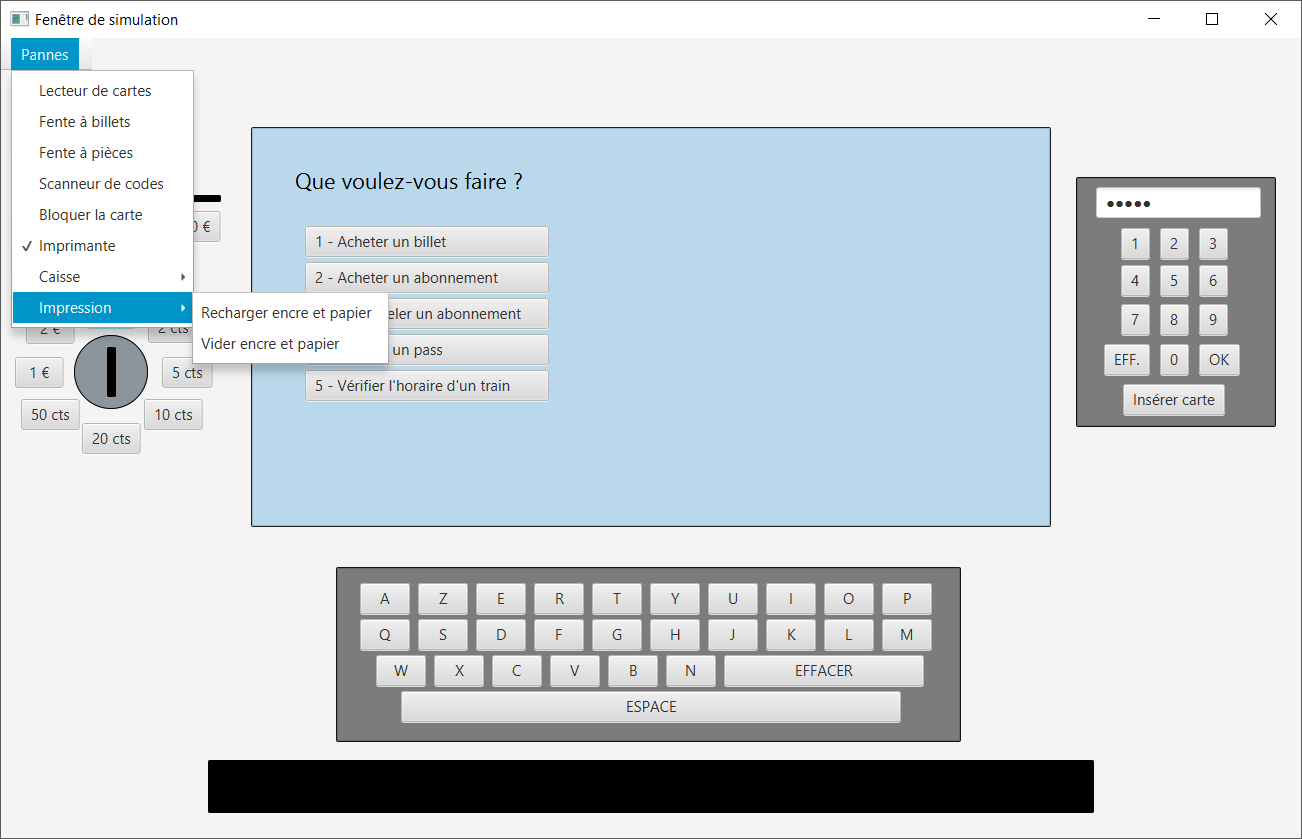 Fenêtre de simulation
Pannes
Lecteur de cartes
Fente à billets
Fente à pièces
Scanneur de codes
Bloquer la carte
✓ Imprimante
Caisse
Impression
Recharger encre et papier
Vider encre et papier
0 €
2 €
2 cts
1 €
5 cts
50 cts
10 cts
20 cts
Que voulez-vous faire ?
1 - Acheter un billet
2 - Acheter un abonnement
eler un abonnement
un pass
5 - Vérifier l'horaire d'un train
•••••
1 2 3
4 5 6
7 8 9
EFF. 0 OK
Insérer carte
A Z E R T Y U I O P
Q S D F G H J K L M
W X C V B N EFFACER
ESPACE